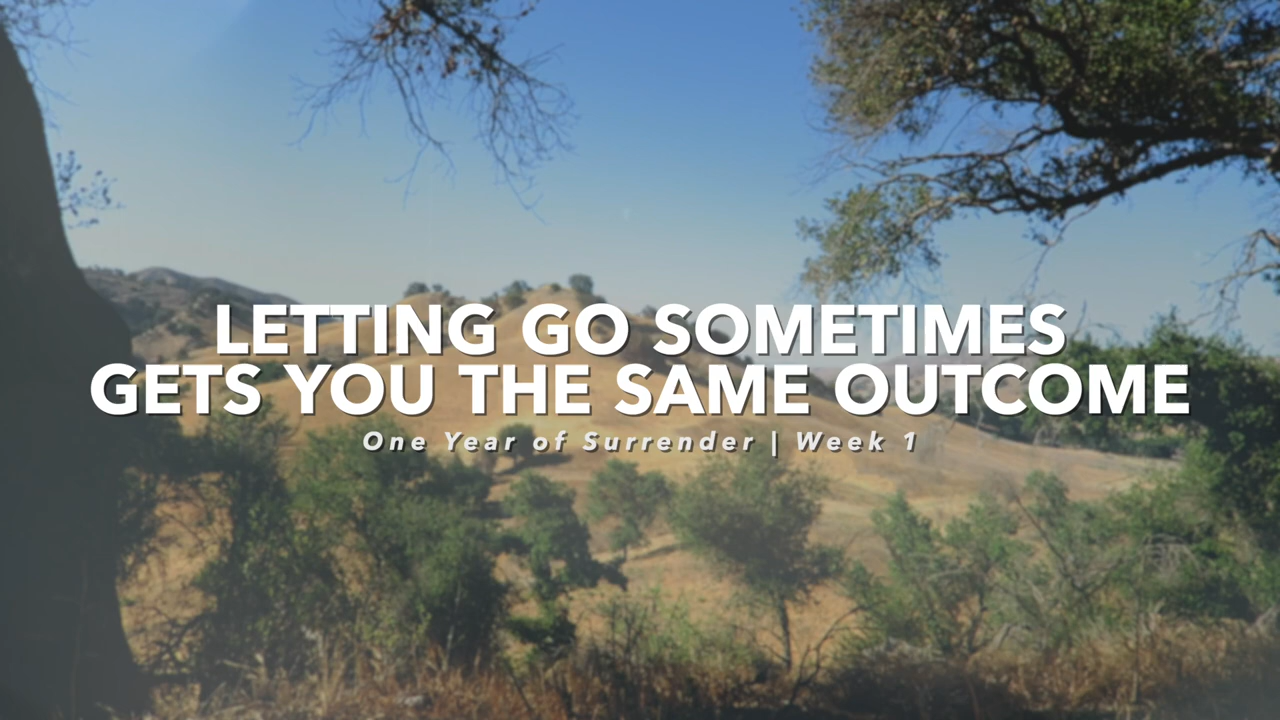 LETTING GO SOMETIMES
GETS YOU THE SAME OUTCOME
One Year of Surrender | Week 1